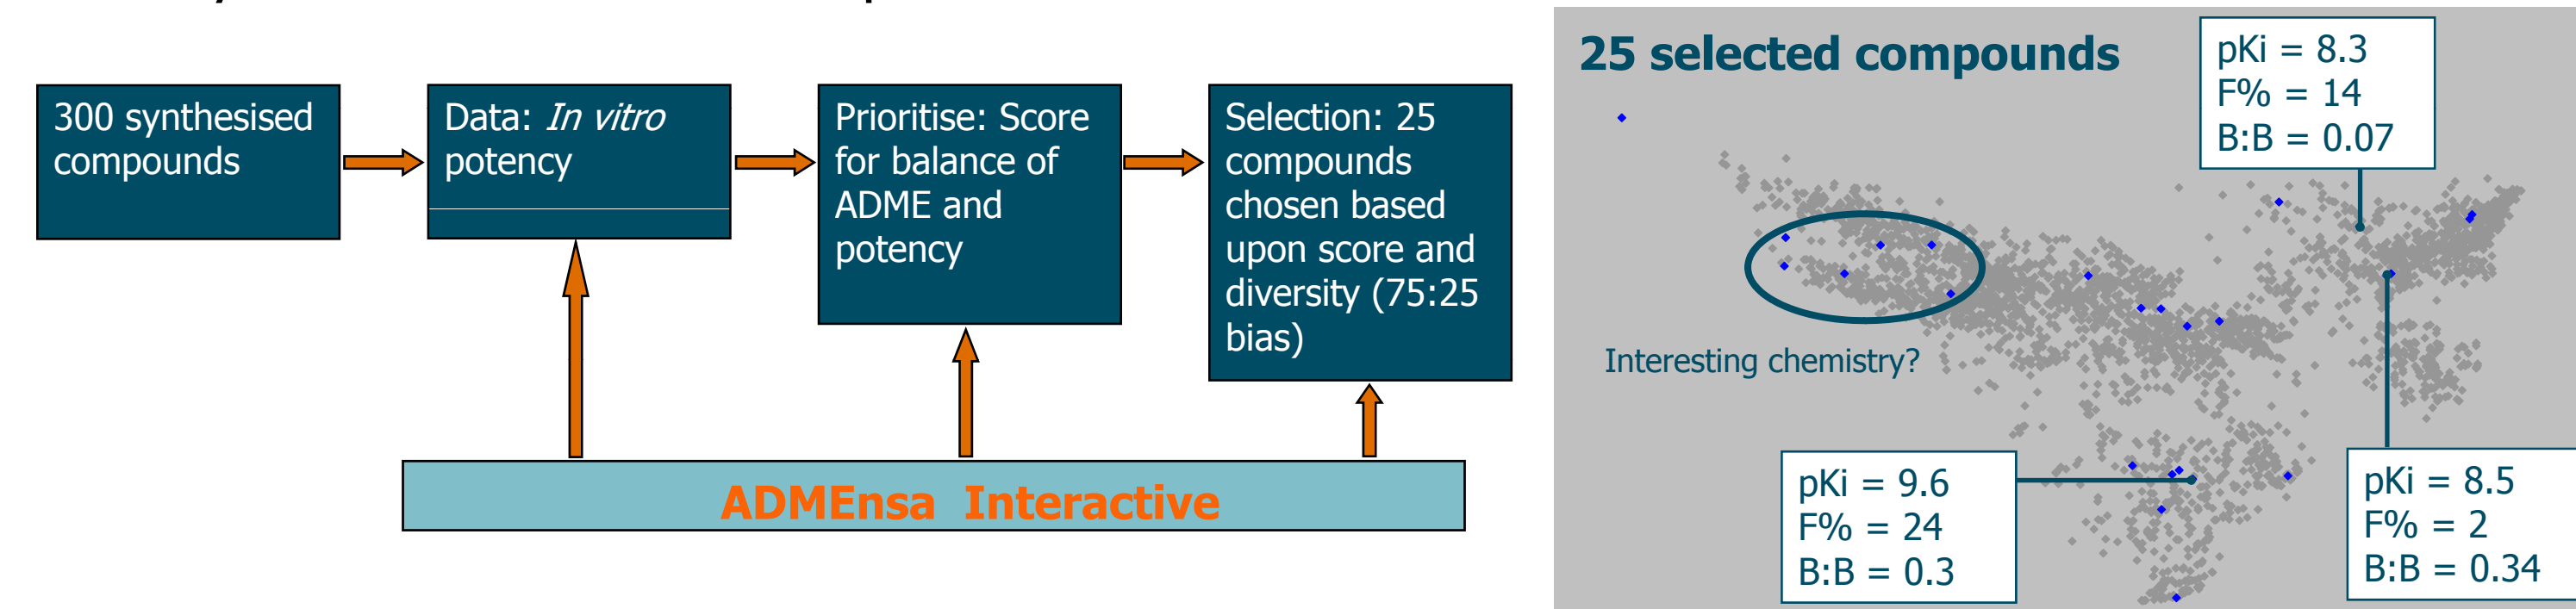 300 synthesised
compounds
Data: In vitro
potency
Prioritise: Score
for balance of
ADME and
potency
Selection: 25
compounds
chosen based
upon score and
diversity (75:25
bias)
ADMEnsa Interactive
25 selected compounds
pKi = 8.3
F% = 14
B:B = 0.07
Interesting chemistry?
pKi = 9.6
F% = 24
B:B = 0.3
pKi = 8.5
F% = 2
B:B = 0.34